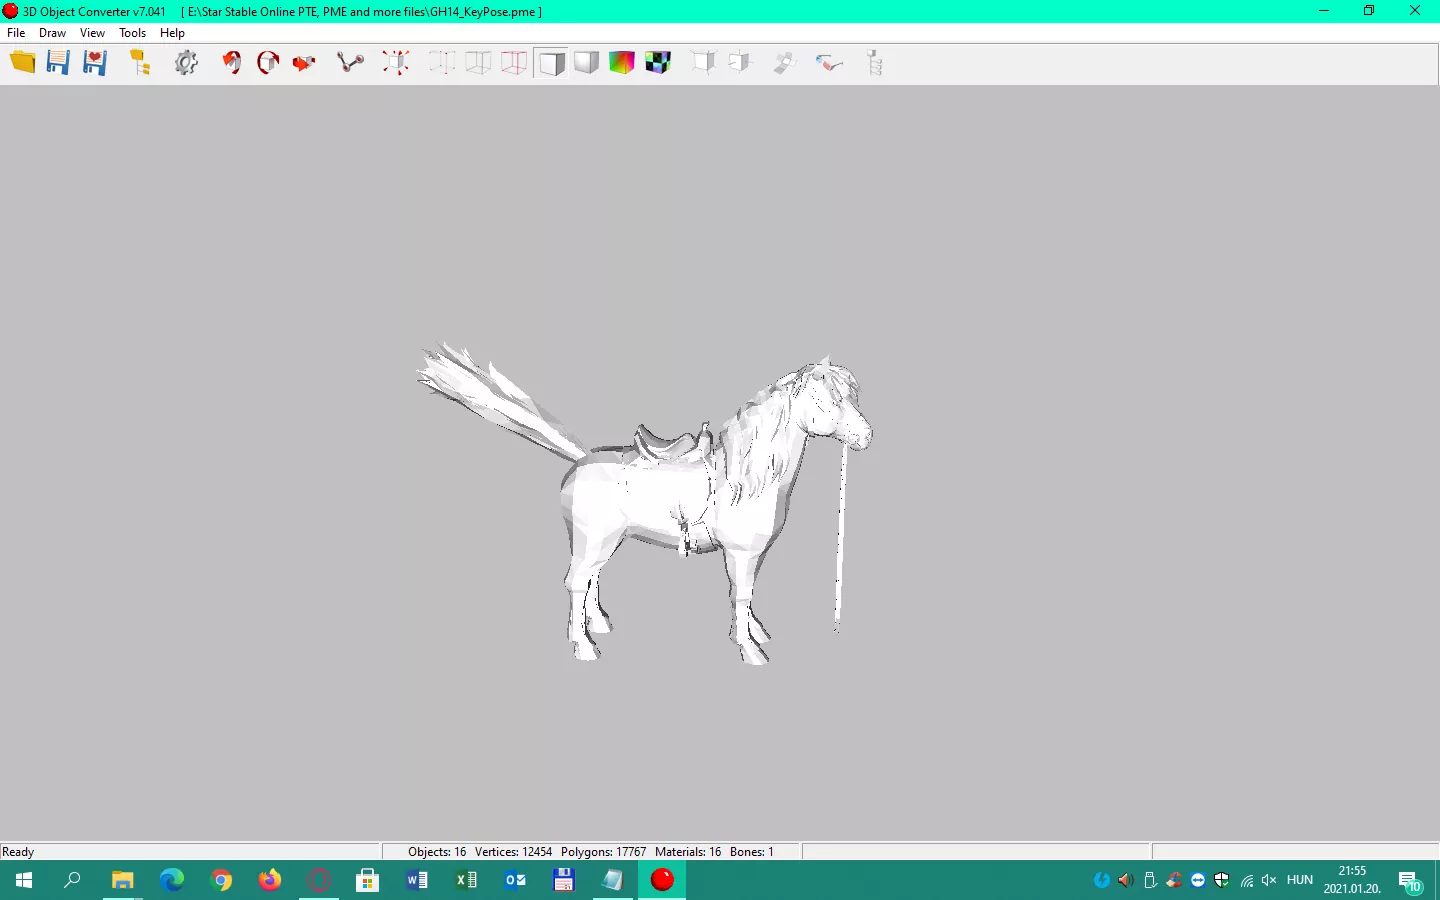 3D Object Converter v7.041    [ E:\Star Stable Online PTE, PME and more files\GH14_KeyPose.pme ]
File Draw View Tools Help
Ready
Objects: 16 Vertices: 12454 Polygons: 17767 Materials: 16 Bones: 1
HUN
21:55
2021.01.20.
10